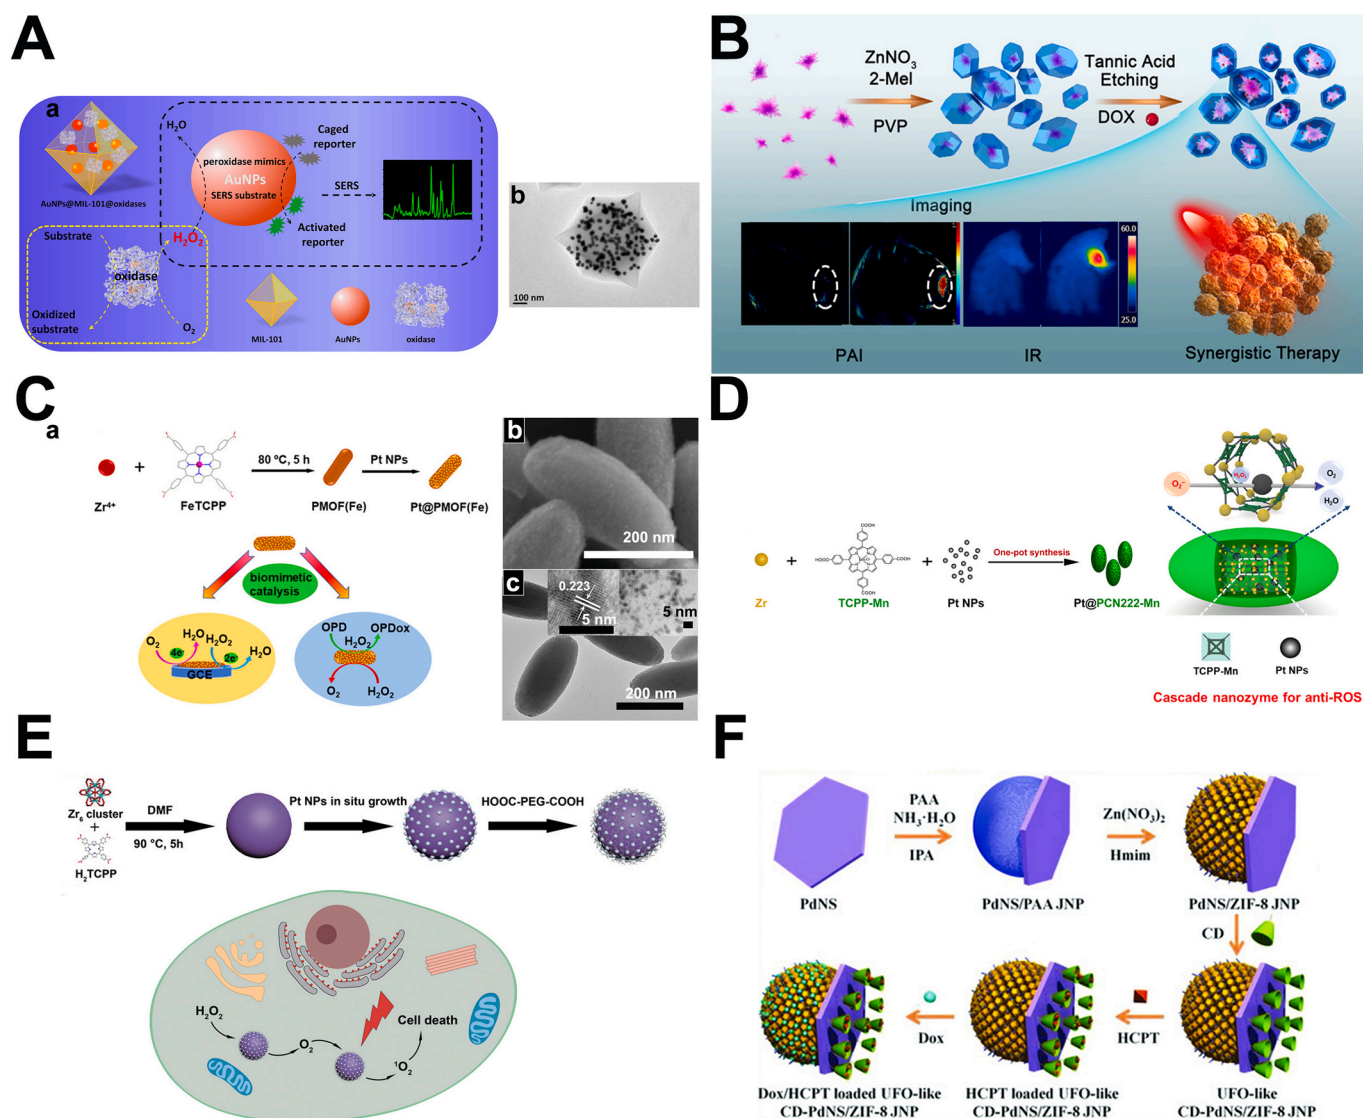 A
a
H₂O
Caged
reporter
peroxidase mimics
AuNPs
SERS substrate
SERS
AuNPs@MIL-101@oxidases
Activated
reporter
Substrate
H₂O₂
oxidase
Oxidized
substrate
O₂
MIL-101
AuNPs
oxidase
b
100 nm
B
ZnNO₃
2-Mel
PVP
Tannic Acid
Etching
DOX
Imaging
60.0
25.0
PAI
IR
Synergistic Therapy
C
a
+
80 °C, 5 h
Pt NPs
Zr⁴⁺
FeTCPP
PMOF(Fe)
Pt@PMOF(Fe)
biomimetic
catalysis
O₂
4e⁻
H₂O
H₂O₂
2e⁻
H₂O
GCE
OPD
H₂O₂
OPDox
O₂
H₂O₂
b
200 nm
c
0.223
5 nm
5 nm
200 nm
D
COOH
HOOC
COOH
COOH
+
+
One-pot synthesis
Zr
TCPP-Mn
Pt NPs
Pt@PCN222-Mn
·O₂⁻
H₂O₂
O₂
H₂O
TCPP-Mn
Pt NPs
Cascade nanozyme for anti-ROS
E
Zr₆ cluster
+
H₂TCPP
DMF
90 °C, 5h
Pt NPs in situ growth
HOOC-PEG-COOH
H₂O₂
O₂
¹O₂
Cell death
F
PAA
NH₃·H₂O
IPA
Zn(NO₃)₂
Hmim
PdNS
PdNS/PAA JNP
PdNS/ZIF-8 JNP
CD
Dox
HCPT
Dox/HCPT loaded UFO-like
CD-PdNS/ZIF-8 JNP
HCPT loaded UFO-like
CD-PdNS/ZIF-8 JNP
UFO-like
CD-PdNS/ZIF-8 JNP